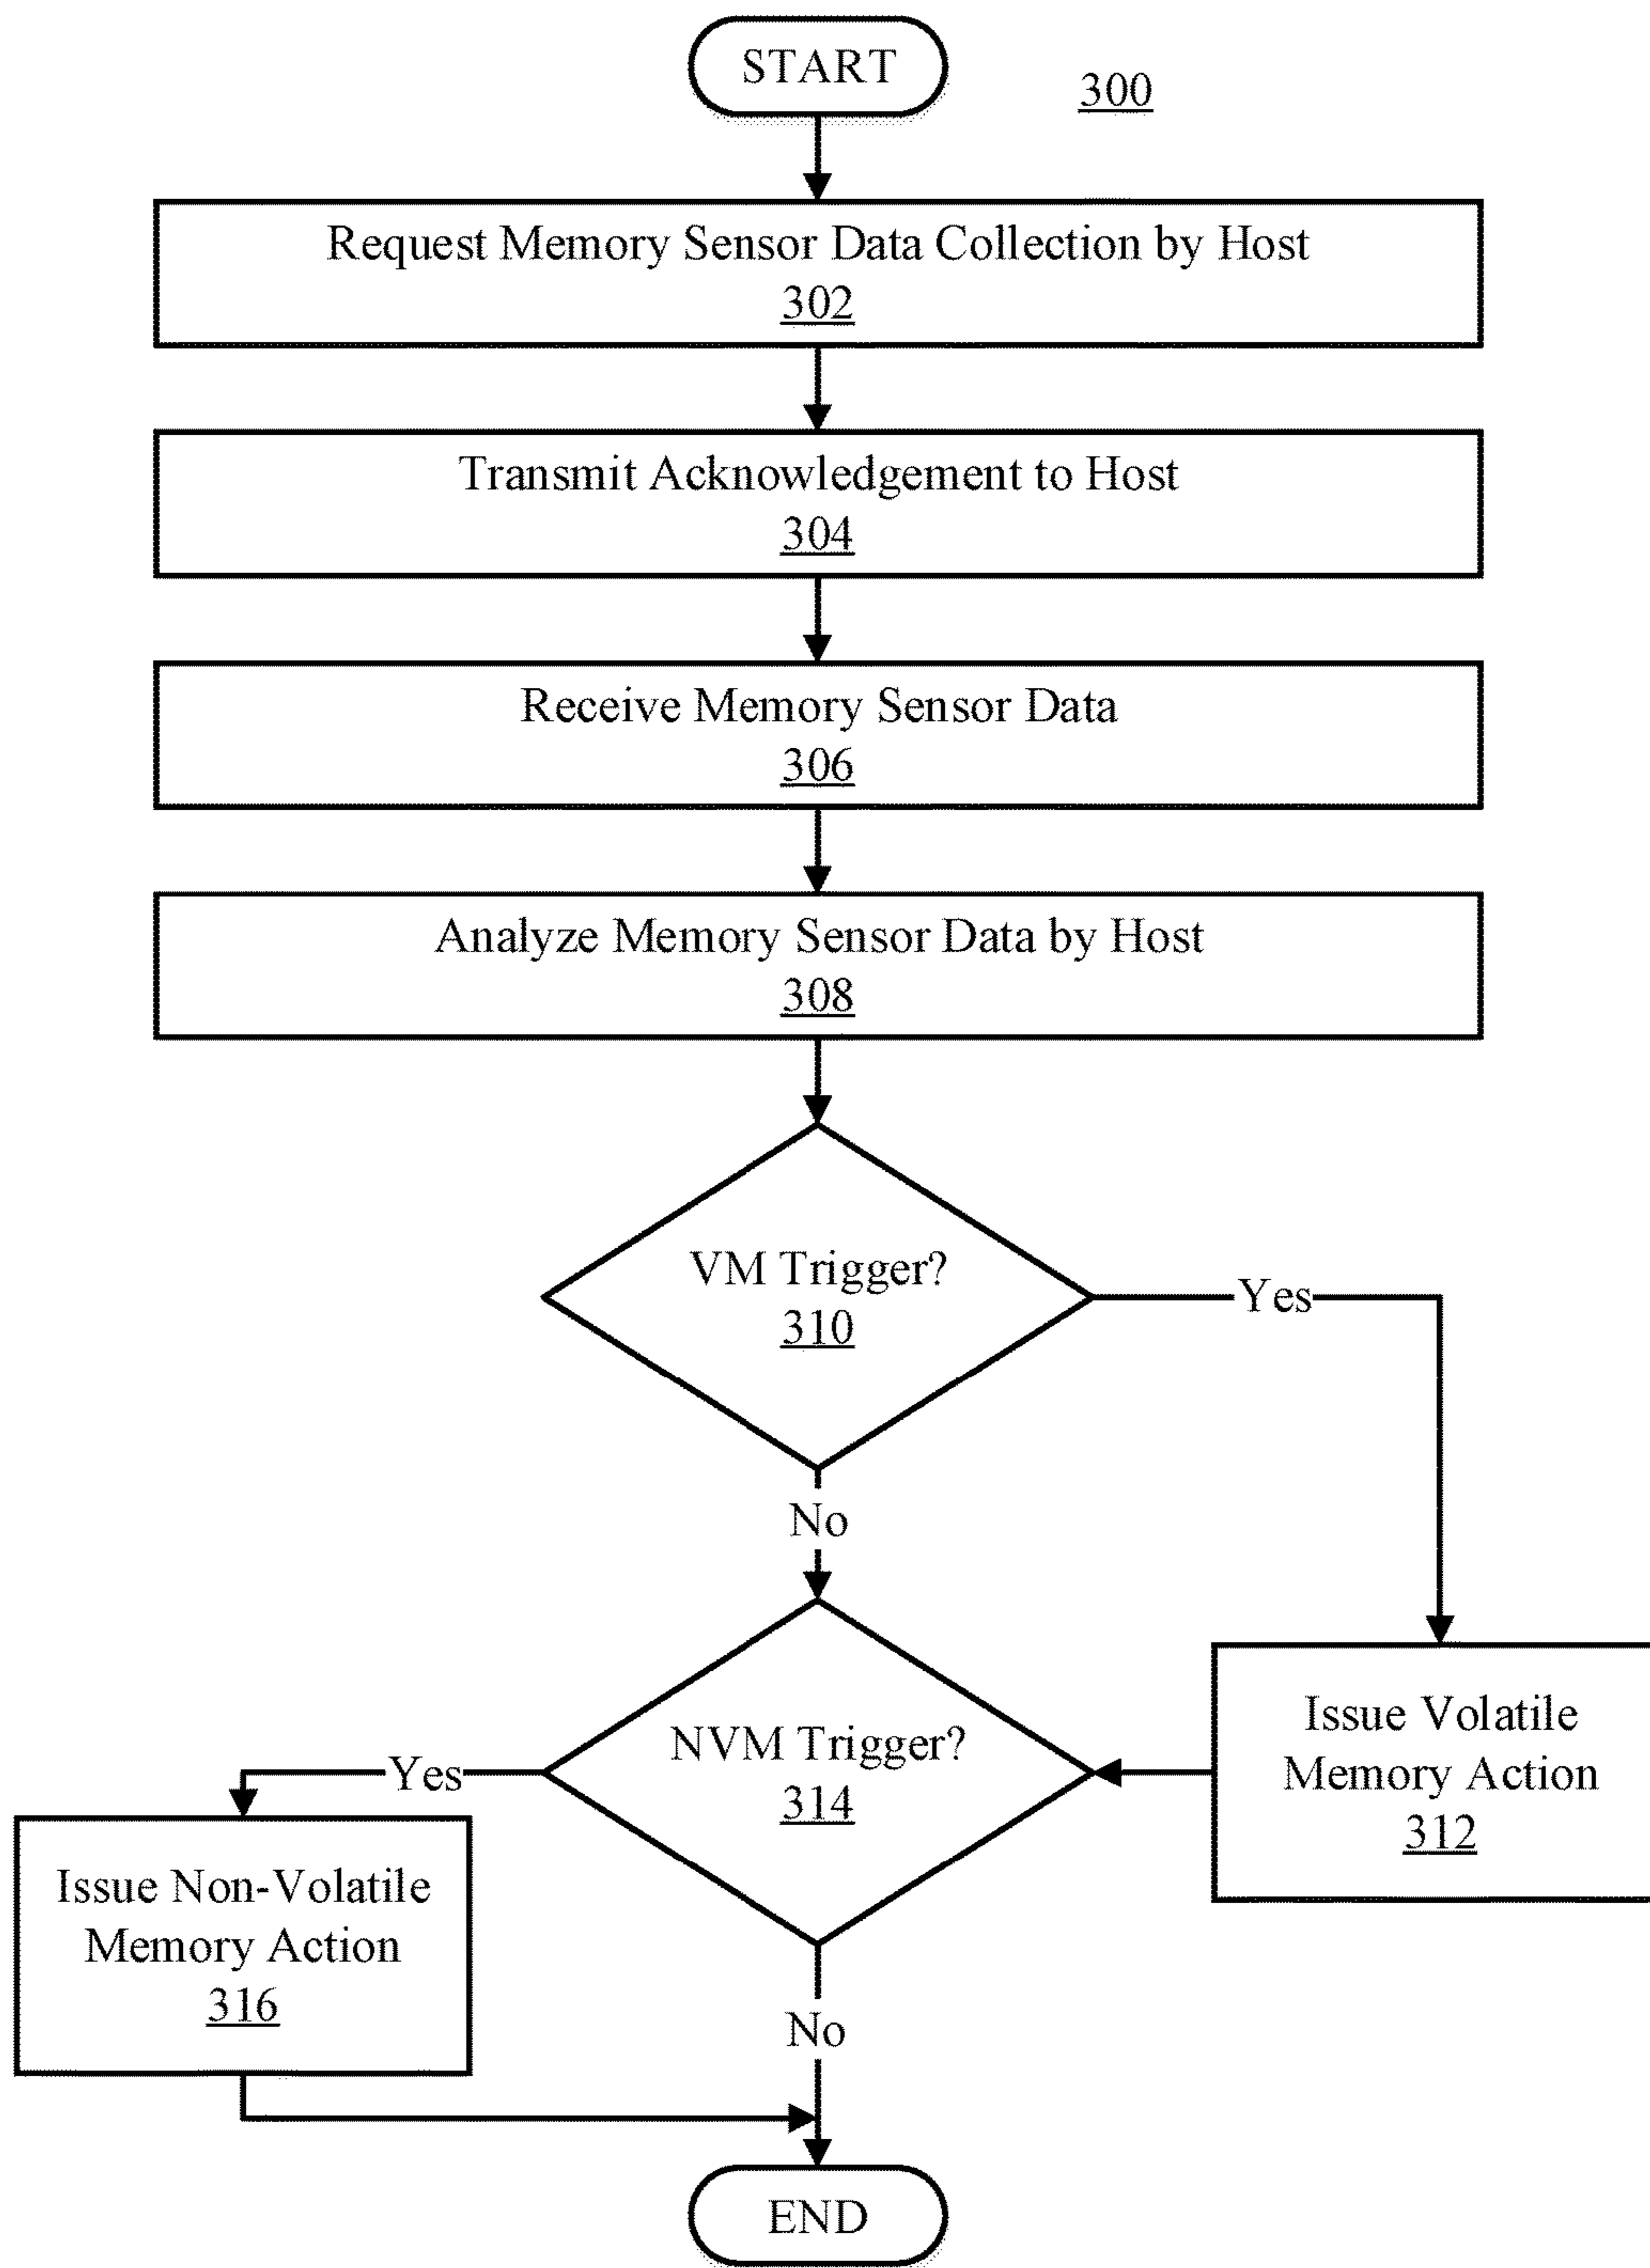 START
300
Request Memory Sensor Data Collection by Host
302
Transmit Acknowledgement to Host
304
Receive Memory Sensor Data
306
Analyze Memory Sensor Data by Host
308
VM Trigger?
310
Yes
No
NVM Trigger?
314
Issue Volatile
Memory Action
312
Yes
Issue Non-Volatile
Memory Action
316
No
END